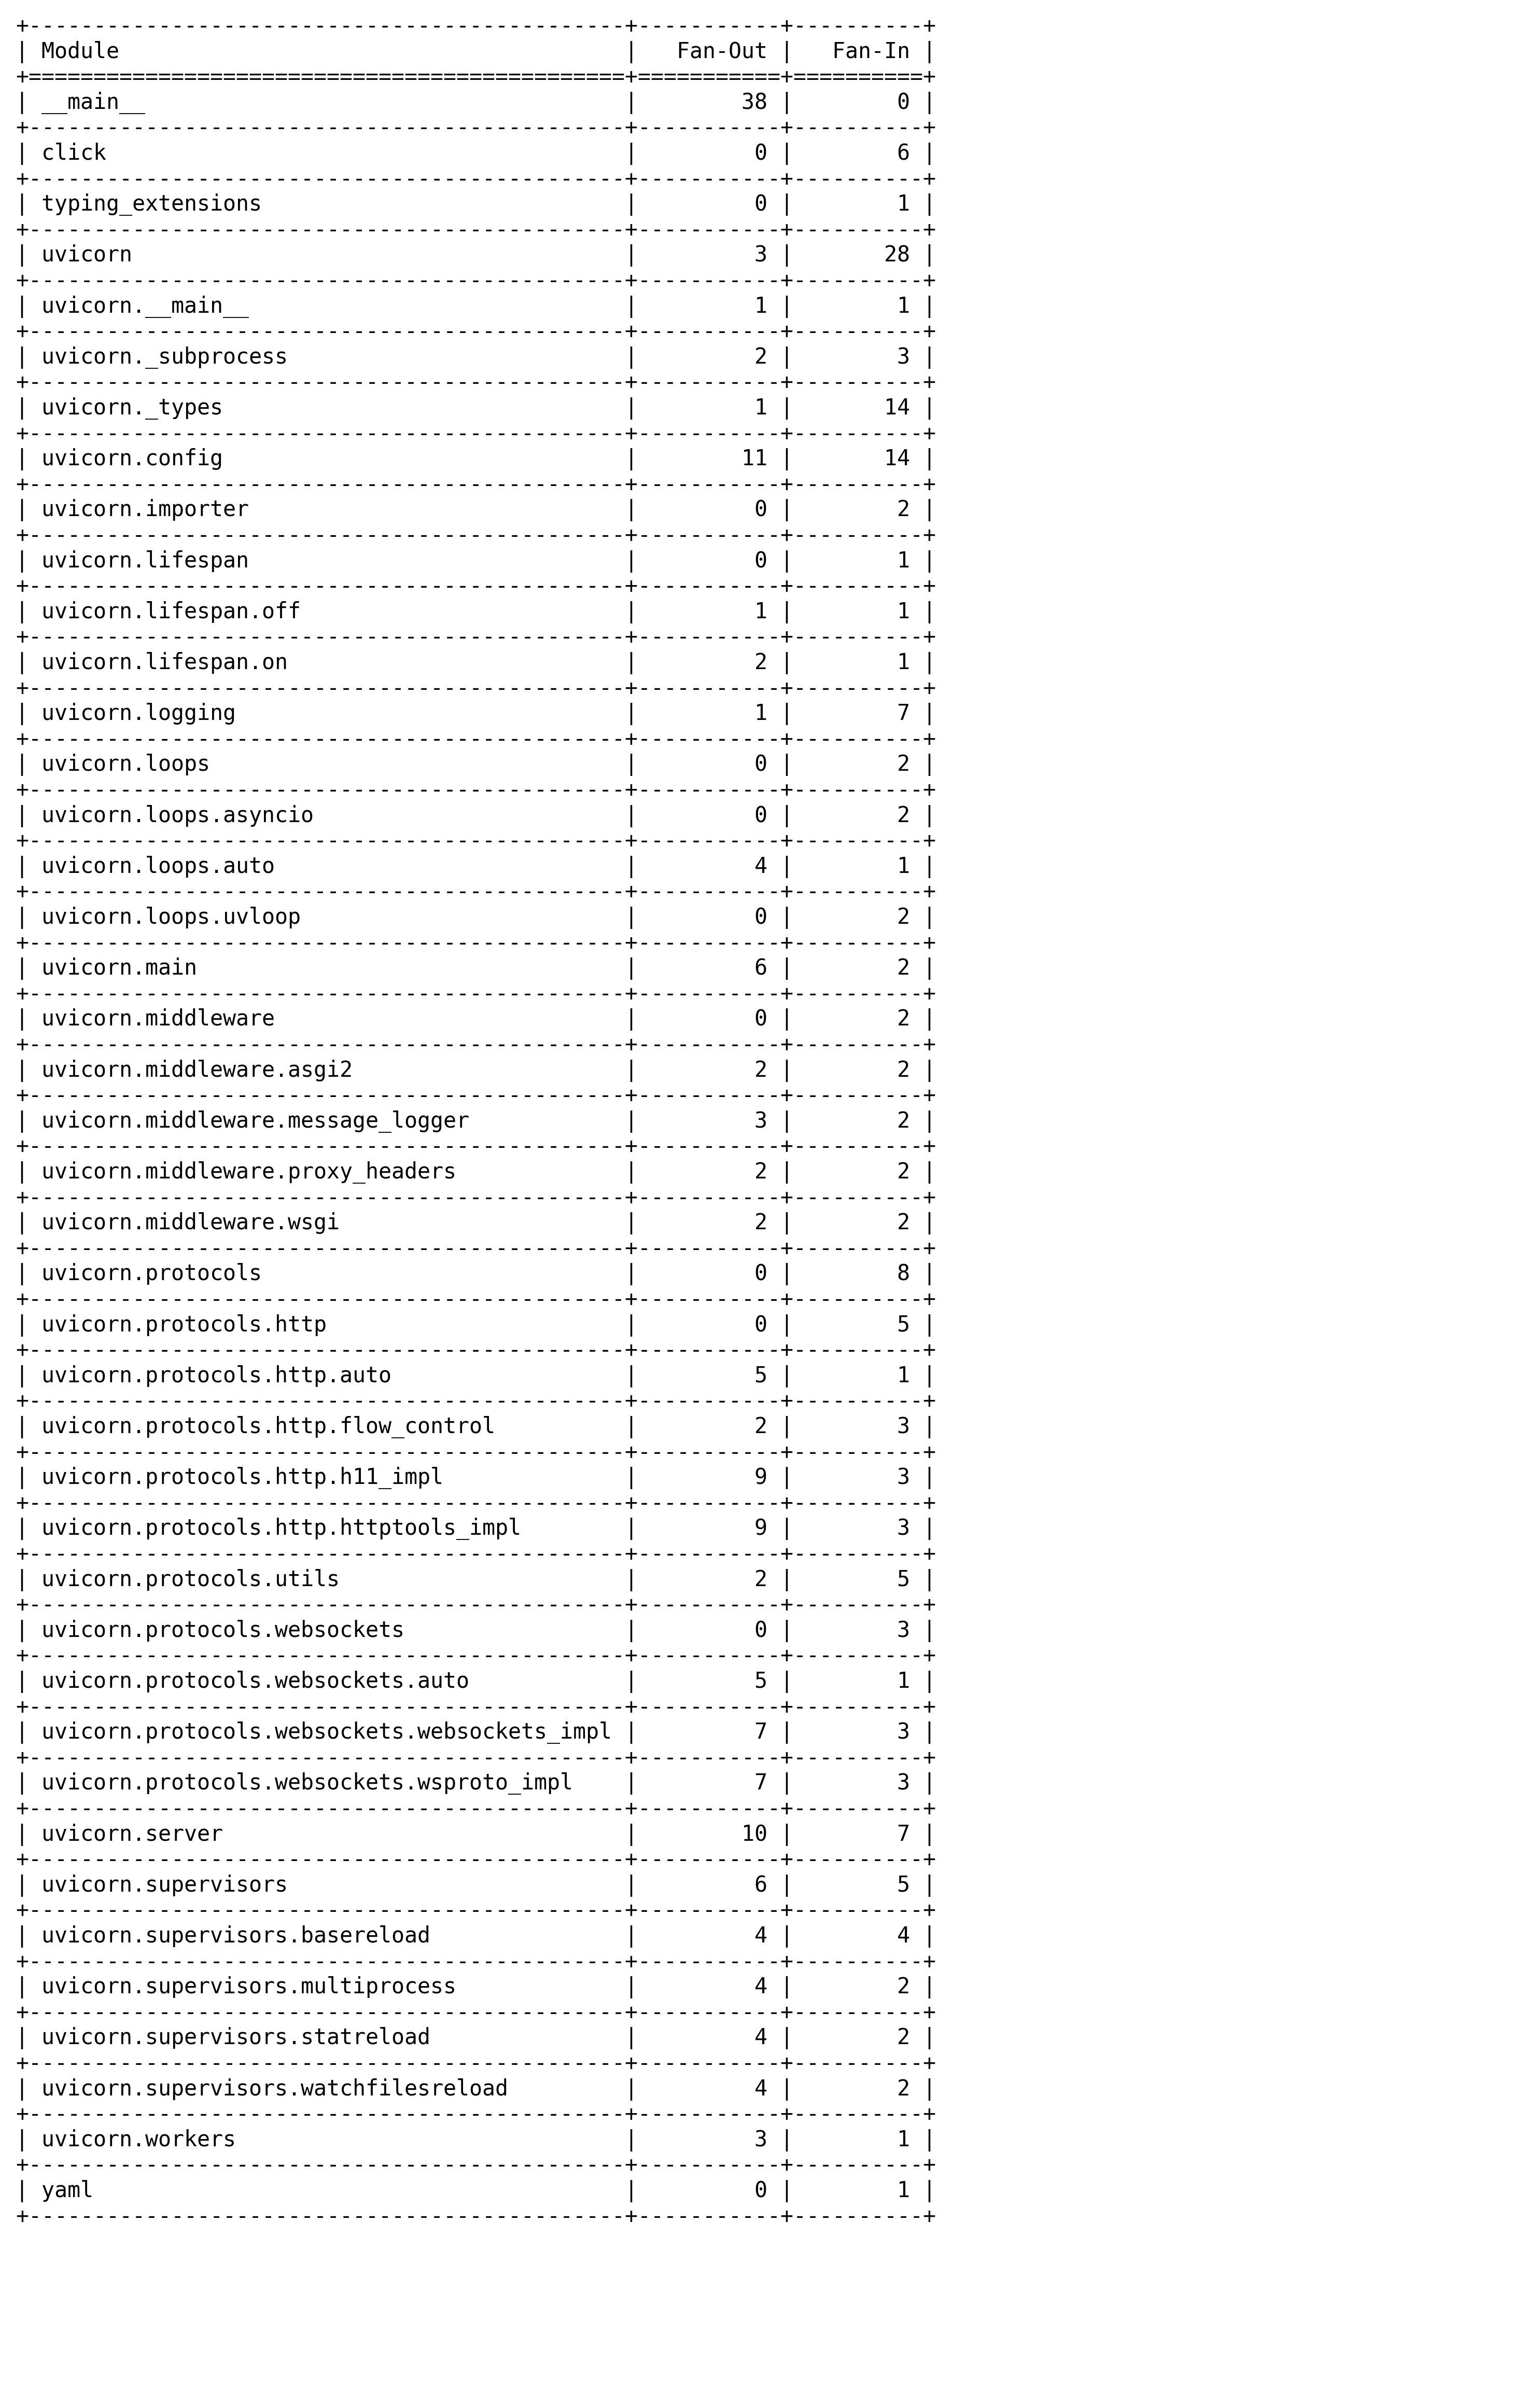 +----------------------------------------------+-----------+----------+
| Module                                       |   Fan-Out |   Fan-In |
+==============================================+===========+==========+
| __main__                                     |        38 |        0 |
+----------------------------------------------+-----------+----------+
| click                                        |         0 |        6 |
+----------------------------------------------+-----------+----------+
| typing_extensions                            |         0 |        1 |
+----------------------------------------------+-----------+----------+
| uvicorn                                      |         3 |       28 |
+----------------------------------------------+-----------+----------+
| uvicorn.__main__                             |         1 |        1 |
+----------------------------------------------+-----------+----------+
| uvicorn._subprocess                          |         2 |        3 |
+----------------------------------------------+-----------+----------+
| uvicorn._types                               |         1 |       14 |
+----------------------------------------------+-----------+----------+
| uvicorn.config                               |        11 |       14 |
+----------------------------------------------+-----------+----------+
| uvicorn.importer                             |         0 |        2 |
+----------------------------------------------+-----------+----------+
| uvicorn.lifespan                             |         0 |        1 |
+----------------------------------------------+-----------+----------+
| uvicorn.lifespan.off                         |         1 |        1 |
+----------------------------------------------+-----------+----------+
| uvicorn.lifespan.on                          |         2 |        1 |
+----------------------------------------------+-----------+----------+
| uvicorn.logging                              |         1 |        7 |
+----------------------------------------------+-----------+----------+
| uvicorn.loops                                |         0 |        2 |
+----------------------------------------------+-----------+----------+
| uvicorn.loops.asyncio                        |         0 |        2 |
+----------------------------------------------+-----------+----------+
| uvicorn.loops.auto                           |         4 |        1 |
+----------------------------------------------+-----------+----------+
| uvicorn.loops.uvloop                         |         0 |        2 |
+----------------------------------------------+-----------+----------+
| uvicorn.main                                 |         6 |        2 |
+----------------------------------------------+-----------+----------+
| uvicorn.middleware                           |         0 |        2 |
+----------------------------------------------+-----------+----------+
| uvicorn.middleware.asgi2                     |         2 |        2 |
+----------------------------------------------+-----------+----------+
| uvicorn.middleware.message_logger            |         3 |        2 |
+----------------------------------------------+-----------+----------+
| uvicorn.middleware.proxy_headers             |         2 |        2 |
+----------------------------------------------+-----------+----------+
| uvicorn.middleware.wsgi                      |         2 |        2 |
+----------------------------------------------+-----------+----------+
| uvicorn.protocols                            |         0 |        8 |
+----------------------------------------------+-----------+----------+
| uvicorn.protocols.http                       |         0 |        5 |
+----------------------------------------------+-----------+----------+
| uvicorn.protocols.http.auto                  |         5 |        1 |
+----------------------------------------------+-----------+----------+
| uvicorn.protocols.http.flow_control          |         2 |        3 |
+----------------------------------------------+-----------+----------+
| uvicorn.protocols.http.h11_impl              |         9 |        3 |
+----------------------------------------------+-----------+----------+
| uvicorn.protocols.http.httptools_impl        |         9 |        3 |
+----------------------------------------------+-----------+----------+
| uvicorn.protocols.utils                      |         2 |        5 |
+----------------------------------------------+-----------+----------+
| uvicorn.protocols.websockets                 |         0 |        3 |
+----------------------------------------------+-----------+----------+
| uvicorn.protocols.websockets.auto            |         5 |        1 |
+----------------------------------------------+-----------+----------+
| uvicorn.protocols.websockets.websockets_impl |         7 |        3 |
+----------------------------------------------+-----------+----------+
| uvicorn.protocols.websockets.wsproto_impl    |         7 |        3 |
+----------------------------------------------+-----------+----------+
| uvicorn.server                               |        10 |        7 |
+----------------------------------------------+-----------+----------+
| uvicorn.supervisors                          |         6 |        5 |
+----------------------------------------------+-----------+----------+
| uvicorn.supervisors.basereload               |         4 |        4 |
+----------------------------------------------+-----------+----------+
| uvicorn.supervisors.multiprocess             |         4 |        2 |
+----------------------------------------------+-----------+----------+
| uvicorn.supervisors.statreload               |         4 |        2 |
+----------------------------------------------+-----------+----------+
| uvicorn.supervisors.watchfilesreload         |         4 |        2 |
+----------------------------------------------+-----------+----------+
| uvicorn.workers                              |         3 |        1 |
+----------------------------------------------+-----------+----------+
| yaml                                         |         0 |        1 |
+----------------------------------------------+-----------+----------+